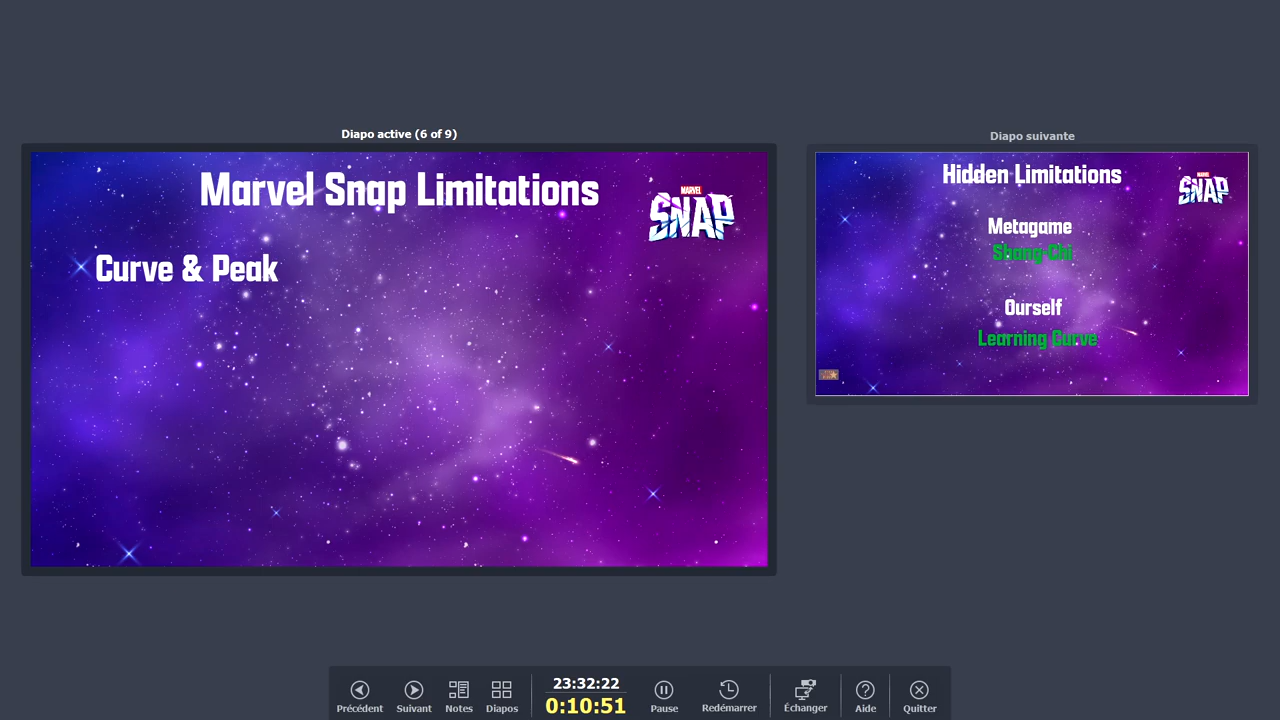 Diapo active (6 of 9)
Marvel Snap Limitations
MARVEL
SNAP
Curve & Peak
Diapo suivante
Hidden Limitations
MARVEL
SNAP
Metagame
Shang-Chi
Ourself
Learning Curve
Précédent
Suivant
Notes
Diapos
23:32:22
0:10:51
Pause
Redémarrer
Échanger
Aide
Quitter